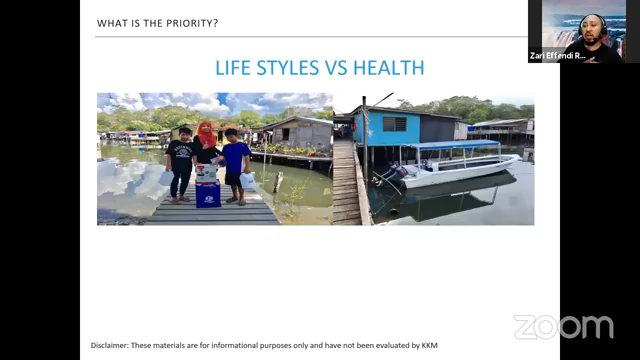 WHAT IS THE PRIORITY?
Zari Effendi R...
LIFE STYLES VS HEALTH
Disclaimer: These materials are for informational purposes only and have not been evaluated by KKM
zoom